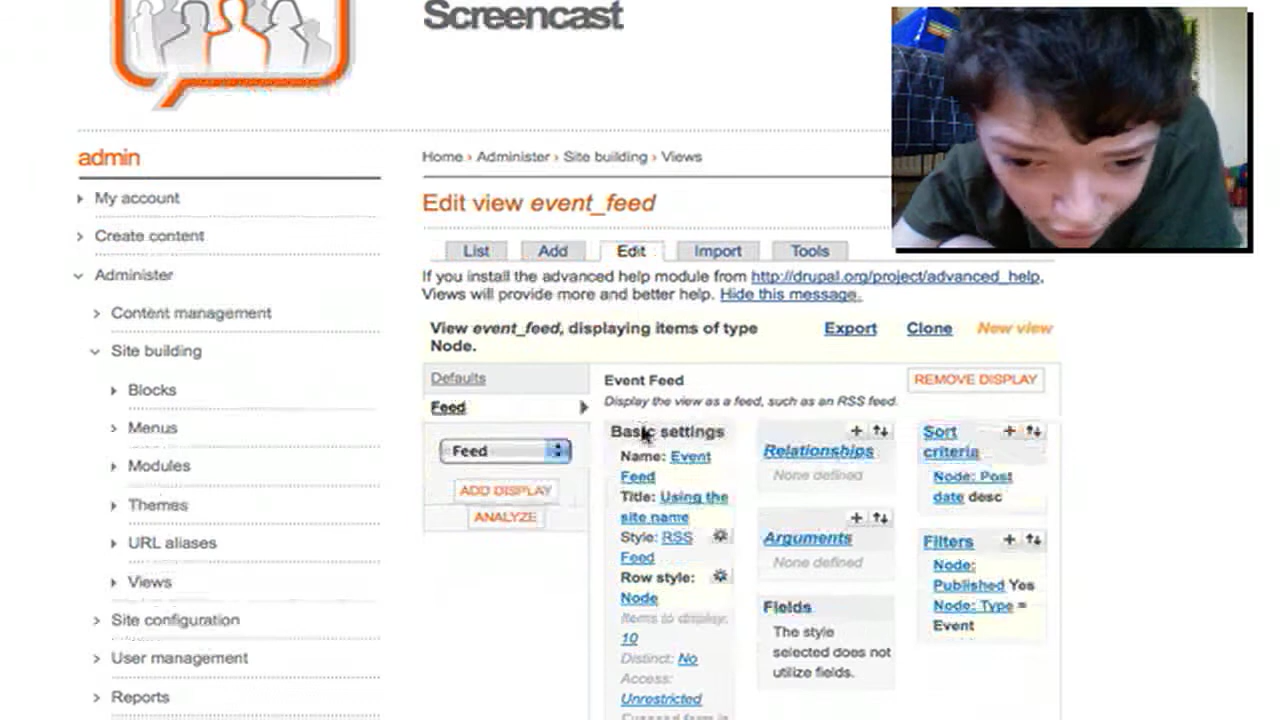 Screencast
admin
My account
Create content
Administer
Content management
Site building
Blocks
Menus
Modules
Themes
URL aliases
Views
Site configuration
User management
Reports
Home › Administer › Site building › Views
Edit view event_feed
List Add Edit Import Tools
If you install the advanced help module from http://drupal.org/project/advanced_help,
Views will provide more and better help. Hide this message.
View event_feed, displaying items of type
Node.
Export Clone New view
Defaults
Feed
Feed
ADD DISPLAY
ANALYZE
Event Feed
REMOVE DISPLAY
Display the view as a feed, such as an RSS feed.
Basic settings
Name: Event
Feed
Title: Using the
site name
Style: RSS
Feed
Row style:
Node
Items to display:
10
Distinct: No
Access:
Unrestricted
Relationships
None defined
Arguments
None defined
Fields
The style
selected does not
utilize fields.
Sort
criteria
Node: Post
date desc
Filters
Node:
Published Yes
Node: Type =
Event